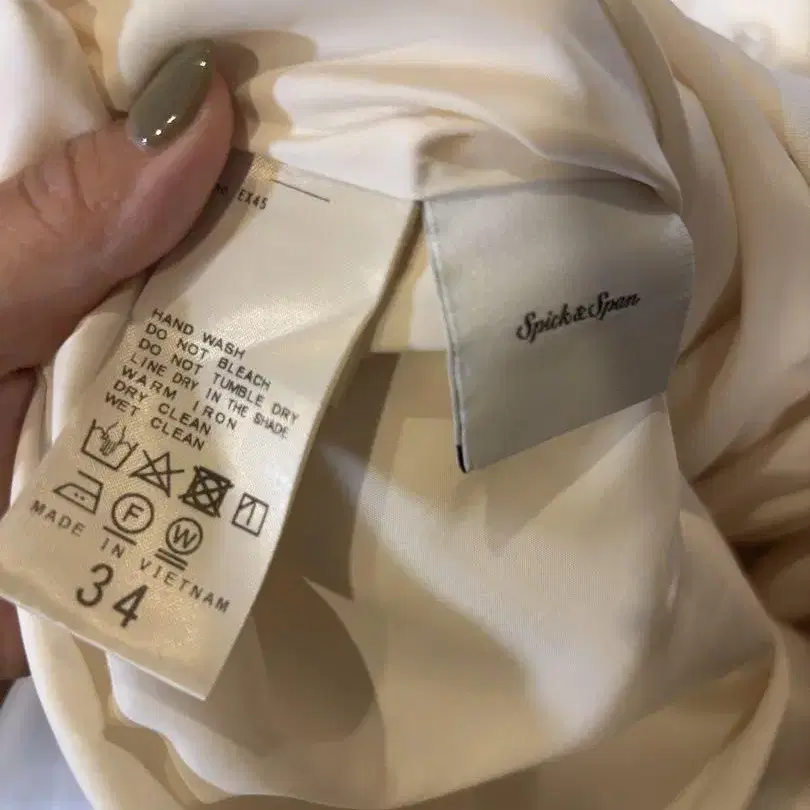 EX45
HAND WASH
DO NOT BLEACH
DO NOT TUMBLE DRY
LINE DRY IN THE SHADE
WARM IRON
DRY CLEAN
WET CLEAN
F W
MADE IN VIETNAM
34
Spick & Span